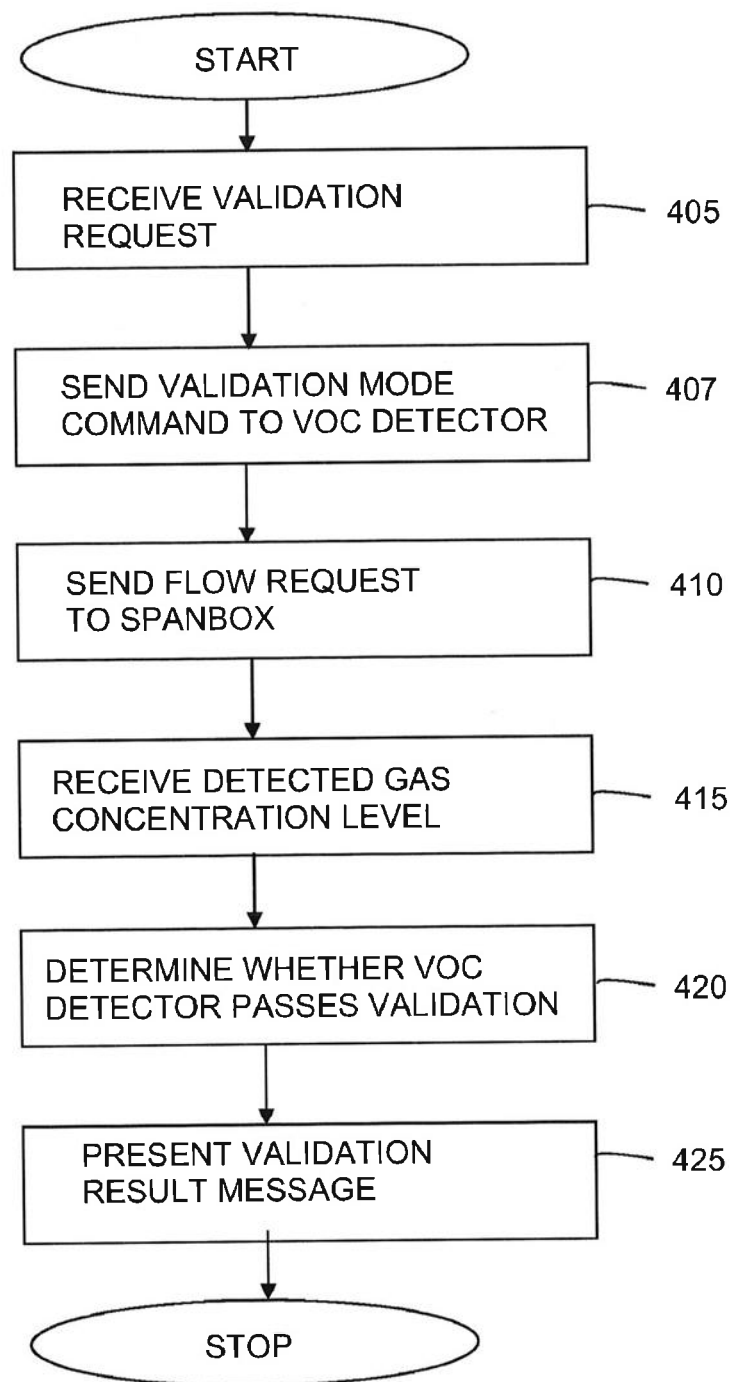 START
RECEIVE VALIDATION
REQUEST
405
SEND VALIDATION MODE
COMMAND TO VOC DETECTOR
407
SEND FLOW REQUEST
TO SPANBOX
410
RECEIVE DETECTED GAS
CONCENTRATION LEVEL
415
DETERMINE WHETHER VOC
DETECTOR PASSES VALIDATION
420
PRESENT VALIDATION
RESULT MESSAGE
425
STOP